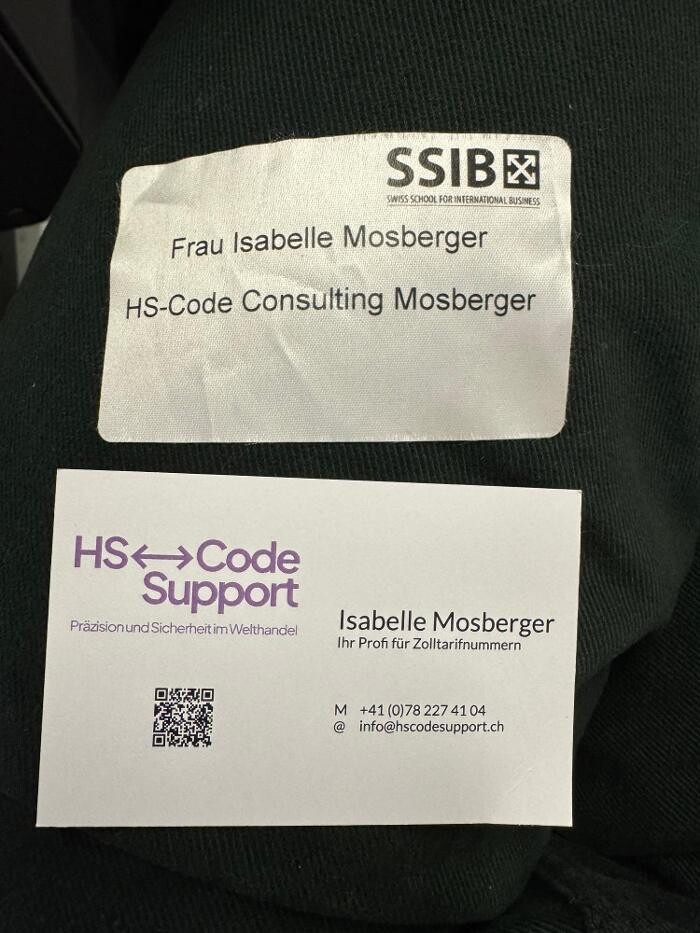 SSIB
SWISS SCHOOL FOR INTERNATIONAL BUSINESS
Frau Isabelle Mosberger
HS-Code Consulting Mosberger
HS↔Code
Support
Präzision und Sicherheit im Welthandel
Isabelle Mosberger
Ihr Profi für Zolltarifnummern
M +41 (0)78 227 41 04
@ info@hscodesupport.ch